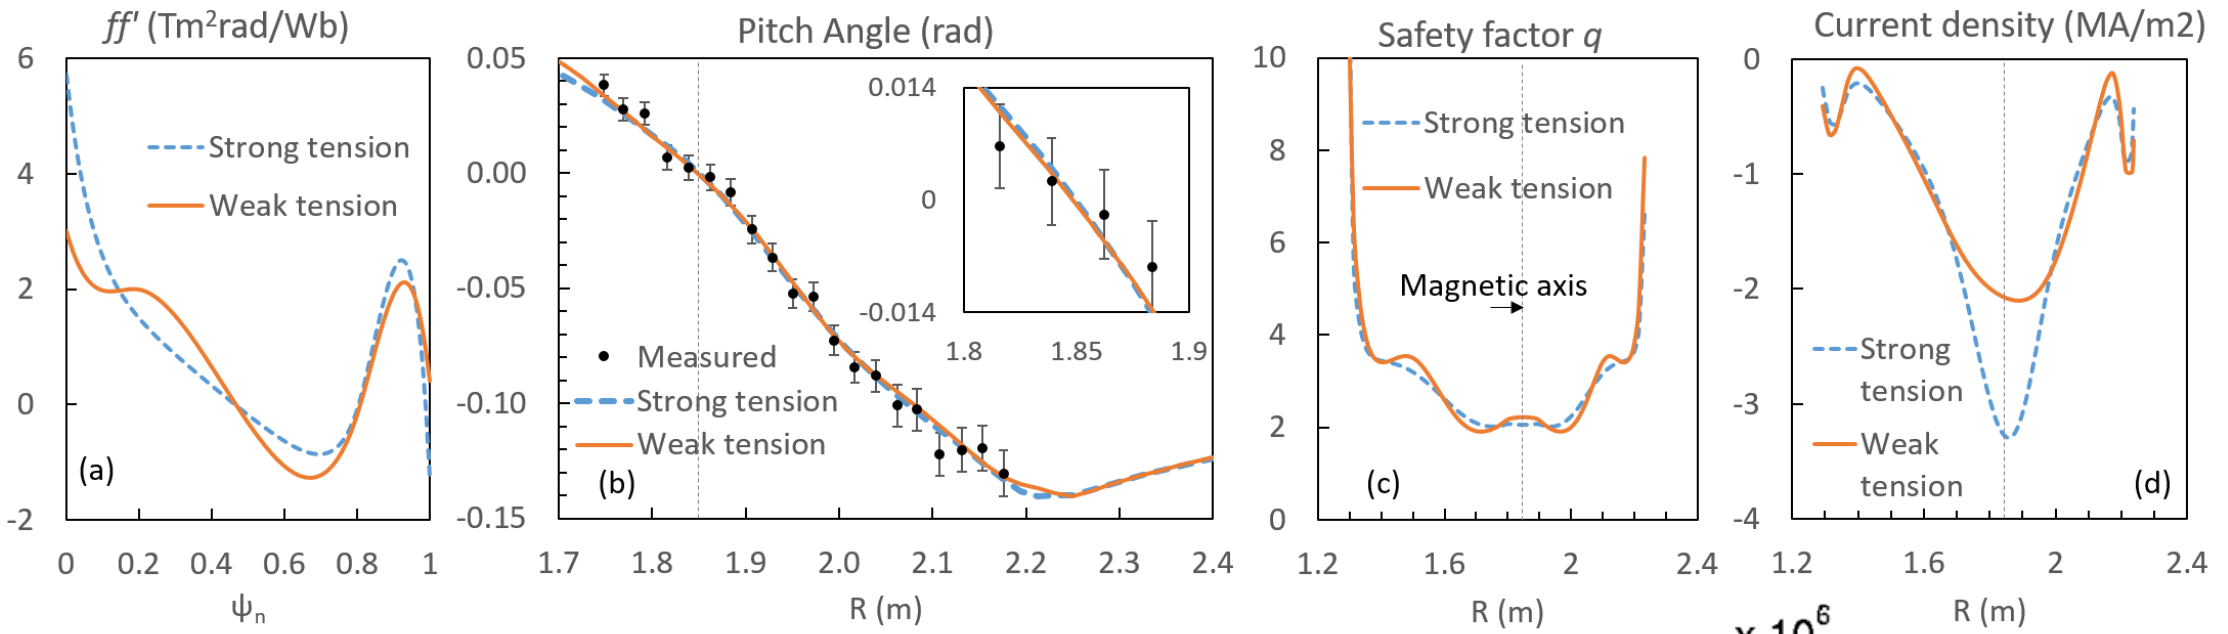 ff' (Tm²rad/Wb)
6
4
2
0
-2
Strong tension
Weak tension
(a)
0 0.2 0.4 0.6 0.8 1
ψn
Pitch Angle (rad)
0.05
0.00
-0.05
-0.10
-0.15
0.014
0
-0.014
1.8 1.85 1.9
Measured
Strong tension
Weak tension
(b)
1.7 1.8 1.9 2.0 2.1 2.2 2.3 2.4
R (m)
Safety factor q
10
8
6
4
2
0
Strong tension
Weak tension
Magnetic axis
(c)
1.2 1.6 2 2.4
R (m)
Current density (MA/m2)
0
-1
-2
-3
-4
Strong
tension
Weak
tension
(d)
1.2 1.6 2 2.4
R (m)
x 10⁶